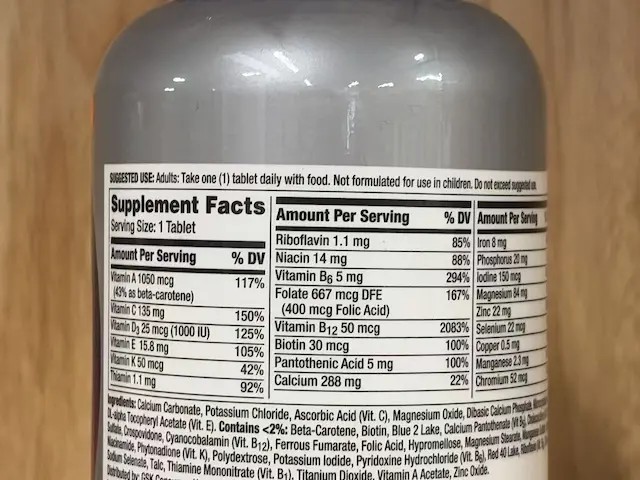 SUGGESTED USE: Adults: Take one (1) tablet daily with food. Not formulated for use in children. Do not exceed suggested use.
Supplement Facts
Serving Size: 1 Tablet
Amount Per Serving % DV
Vitamin A 1050 mcg 117%
(43% as beta-carotene)
Vitamin C 135 mg 150%
Vitamin D3 25 mcg (1000 IU) 125%
Vitamin E 15.8 mg 105%
Vitamin K 50 mcg 42%
Thiamin 1.1 mg 92%
Amount Per Serving % DV
Riboflavin 1.1 mg 85%
Niacin 14 mg 88%
Vitamin B6 5 mg 294%
Folate 667 mcg DFE 167%
(400 mcg Folic Acid)
Vitamin B12 50 mcg 2083%
Biotin 30 mcg 100%
Pantothenic Acid 5 mg 100%
Calcium 288 mg 22%
Amount Per Serving
Iron 8 mg
Phosphorus 20 mg
Iodine 150 mcg
Magnesium 84 mg
Zinc 22 mg
Selenium 22 mcg
Copper 0.5 mg
Manganese 2.3 mg
Chromium 52 mcg
Ingredients: Calcium Carbonate, Potassium Chloride, Ascorbic Acid (Vit. C), Magnesium Oxide, Dibasic Calcium Phosphate,
DL-alpha Tocopheryl Acetate (Vit. E). Contains <2%: Beta-Carotene, Biotin, Blue 2 Lake, Calcium Pantothenate (Vit B5),
Sulfate, Crospovidone, Cyanocobalamin (Vit. B12), Ferrous Fumarate, Folic Acid, Hypromellose, Magnesium Stearate,
Niacinamide, Phytonadione (Vit. K), Polydextrose, Potassium Iodide, Pyridoxine Hydrochloride (Vit. B6), Red 40 Lake,
Sodium Selenate, Talc, Thiamine Mononitrate (Vit. B1), Titanium Dioxide, Vitamin A Acetate, Zinc Oxide.
Distributed by: GSK